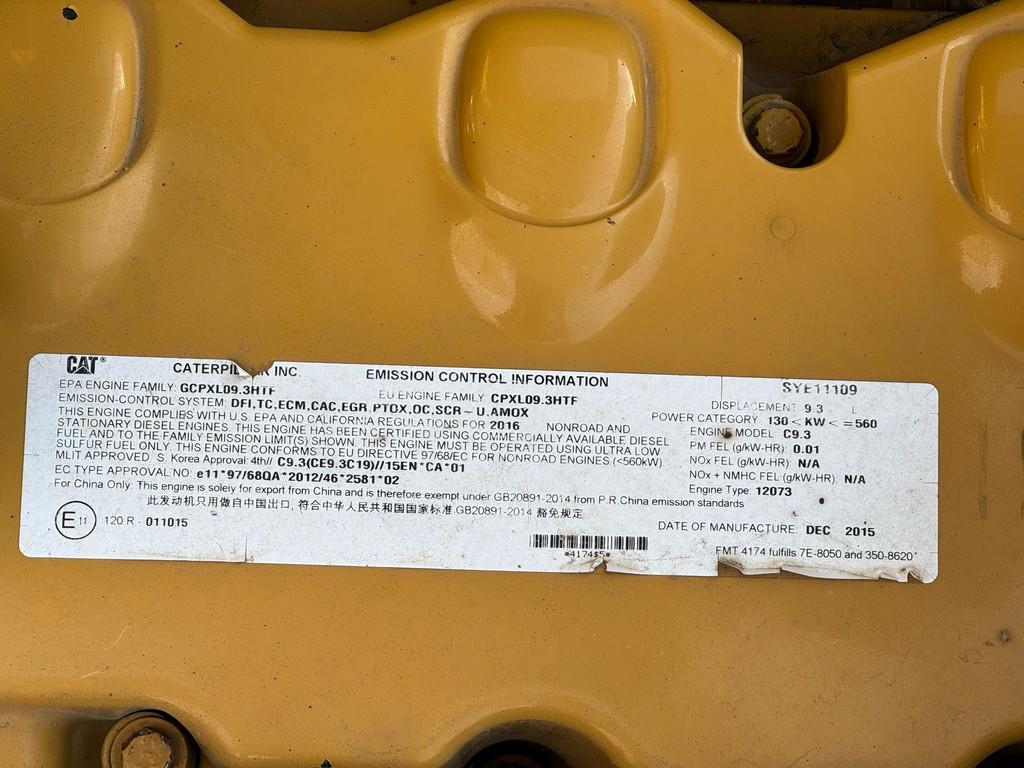 CAT® CATERPIL R INC. EMISSION CONTROL INFORMATION SYE11109
EPA ENGINE FAMILY: GCPXL09.3HTF EU ENGINE FAMILY: CPXL09.3HTF DISPLACEMENT 9.3 L
EMISSION-CONTROL SYSTEM: DFI,TC,ECM,CAC,EGR,PTOX,OC,SCR-U,AMOX POWER CATEGORY 130< KW <=560
THIS ENGINE COMPLIES WITH U.S. EPA AND CALIFORNIA REGULATIONS FOR 2016 NONROAD AND ENGINE MODEL: C9.3
STATIONARY DIESEL ENGINES. THIS ENGINE HAS BEEN CERTIFIED USING COMMERCIALLY AVAILABLE DIESEL PM FEL (g/kW-HR): 0.01
FUEL AND TO THE FAMILY EMISSION LIMIT(S) SHOWN. THIS ENGINE MUST BE OPERATED USING ULTRA LOW NOx FEL (g/kW-HR): N/A
SULFUR FUEL ONLY. THIS ENGINE CONFORMS TO EU DIRECTIVE 97/68/EC FOR NONROAD ENGINES (<560kW) NOx + NMHC FEL (g/kW-HR): N/A
MLIT APPROVED S. Korea Approval: 4th// C9.3(CE9.3C19)//15EN*CA*01 Engine Type: 12073
EC TYPE APPROVAL NO: e11*97/68QA*2012/46*2581*02
For China Only: This engine is solely for export from China and is therefore exempt under GB20891-2014 from P.R.China emission standards
此发动机只用做自中国出口, 符合中华人民共和国国家标准 GB20891-2014 豁免规定
E11 120 R - 011015 DATE OF MANUFACTURE: DEC 2015
*4174$5*
EMT 4174 fulfills 7E-8050 and 350-8620